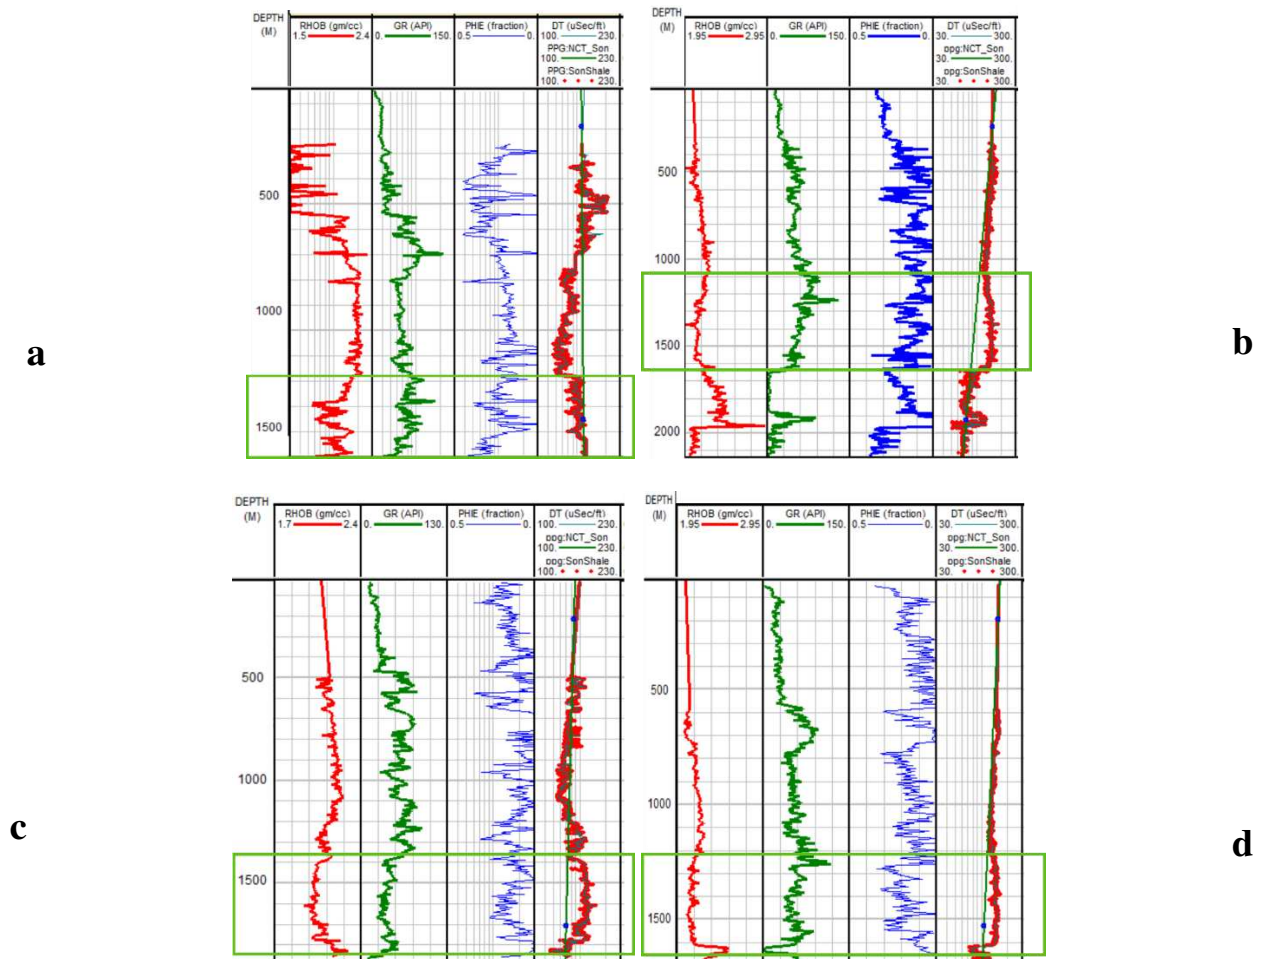 DEPTH
(M)
RHOB (gm/cc)
1.5 2.4
GR (API)
0. 150.
PHIE (fraction)
0.5 0.
DT (uSec/ft)
100. 230.
PPG:NCT_Son
100. 230.
PPG:SonShale
100. 230.
500
1000
1500
a
DEPTH
(M)
RHOB (gm/cc)
1.95 2.95
GR (API)
0. 150.
PHIE (fraction)
0.5 0.
DT (uSec/ft)
30. 300.
ppg:NCT_Son
30. 300.
ppg:SonShale
30. 300.
500
1000
1500
2000
b
DEPTH
(M)
RHOB (gm/cc)
1.7 2.4
GR (API)
0. 130.
PHIE (fraction)
0.5 0.
DT (uSec/ft)
100. 230.
ppg:NCT_Son
100. 230.
ppg:SonShale
100. 230.
500
1000
1500
c
DEPTH
(M)
RHOB (gm/cc)
1.95 2.95
GR (API)
0. 150.
PHIE (fraction)
0.5 0.
DT (uSec/ft)
30. 300.
ppg:NCT_Son
30. 300.
ppg:SonShale
30. 300.
500
1000
1500
d